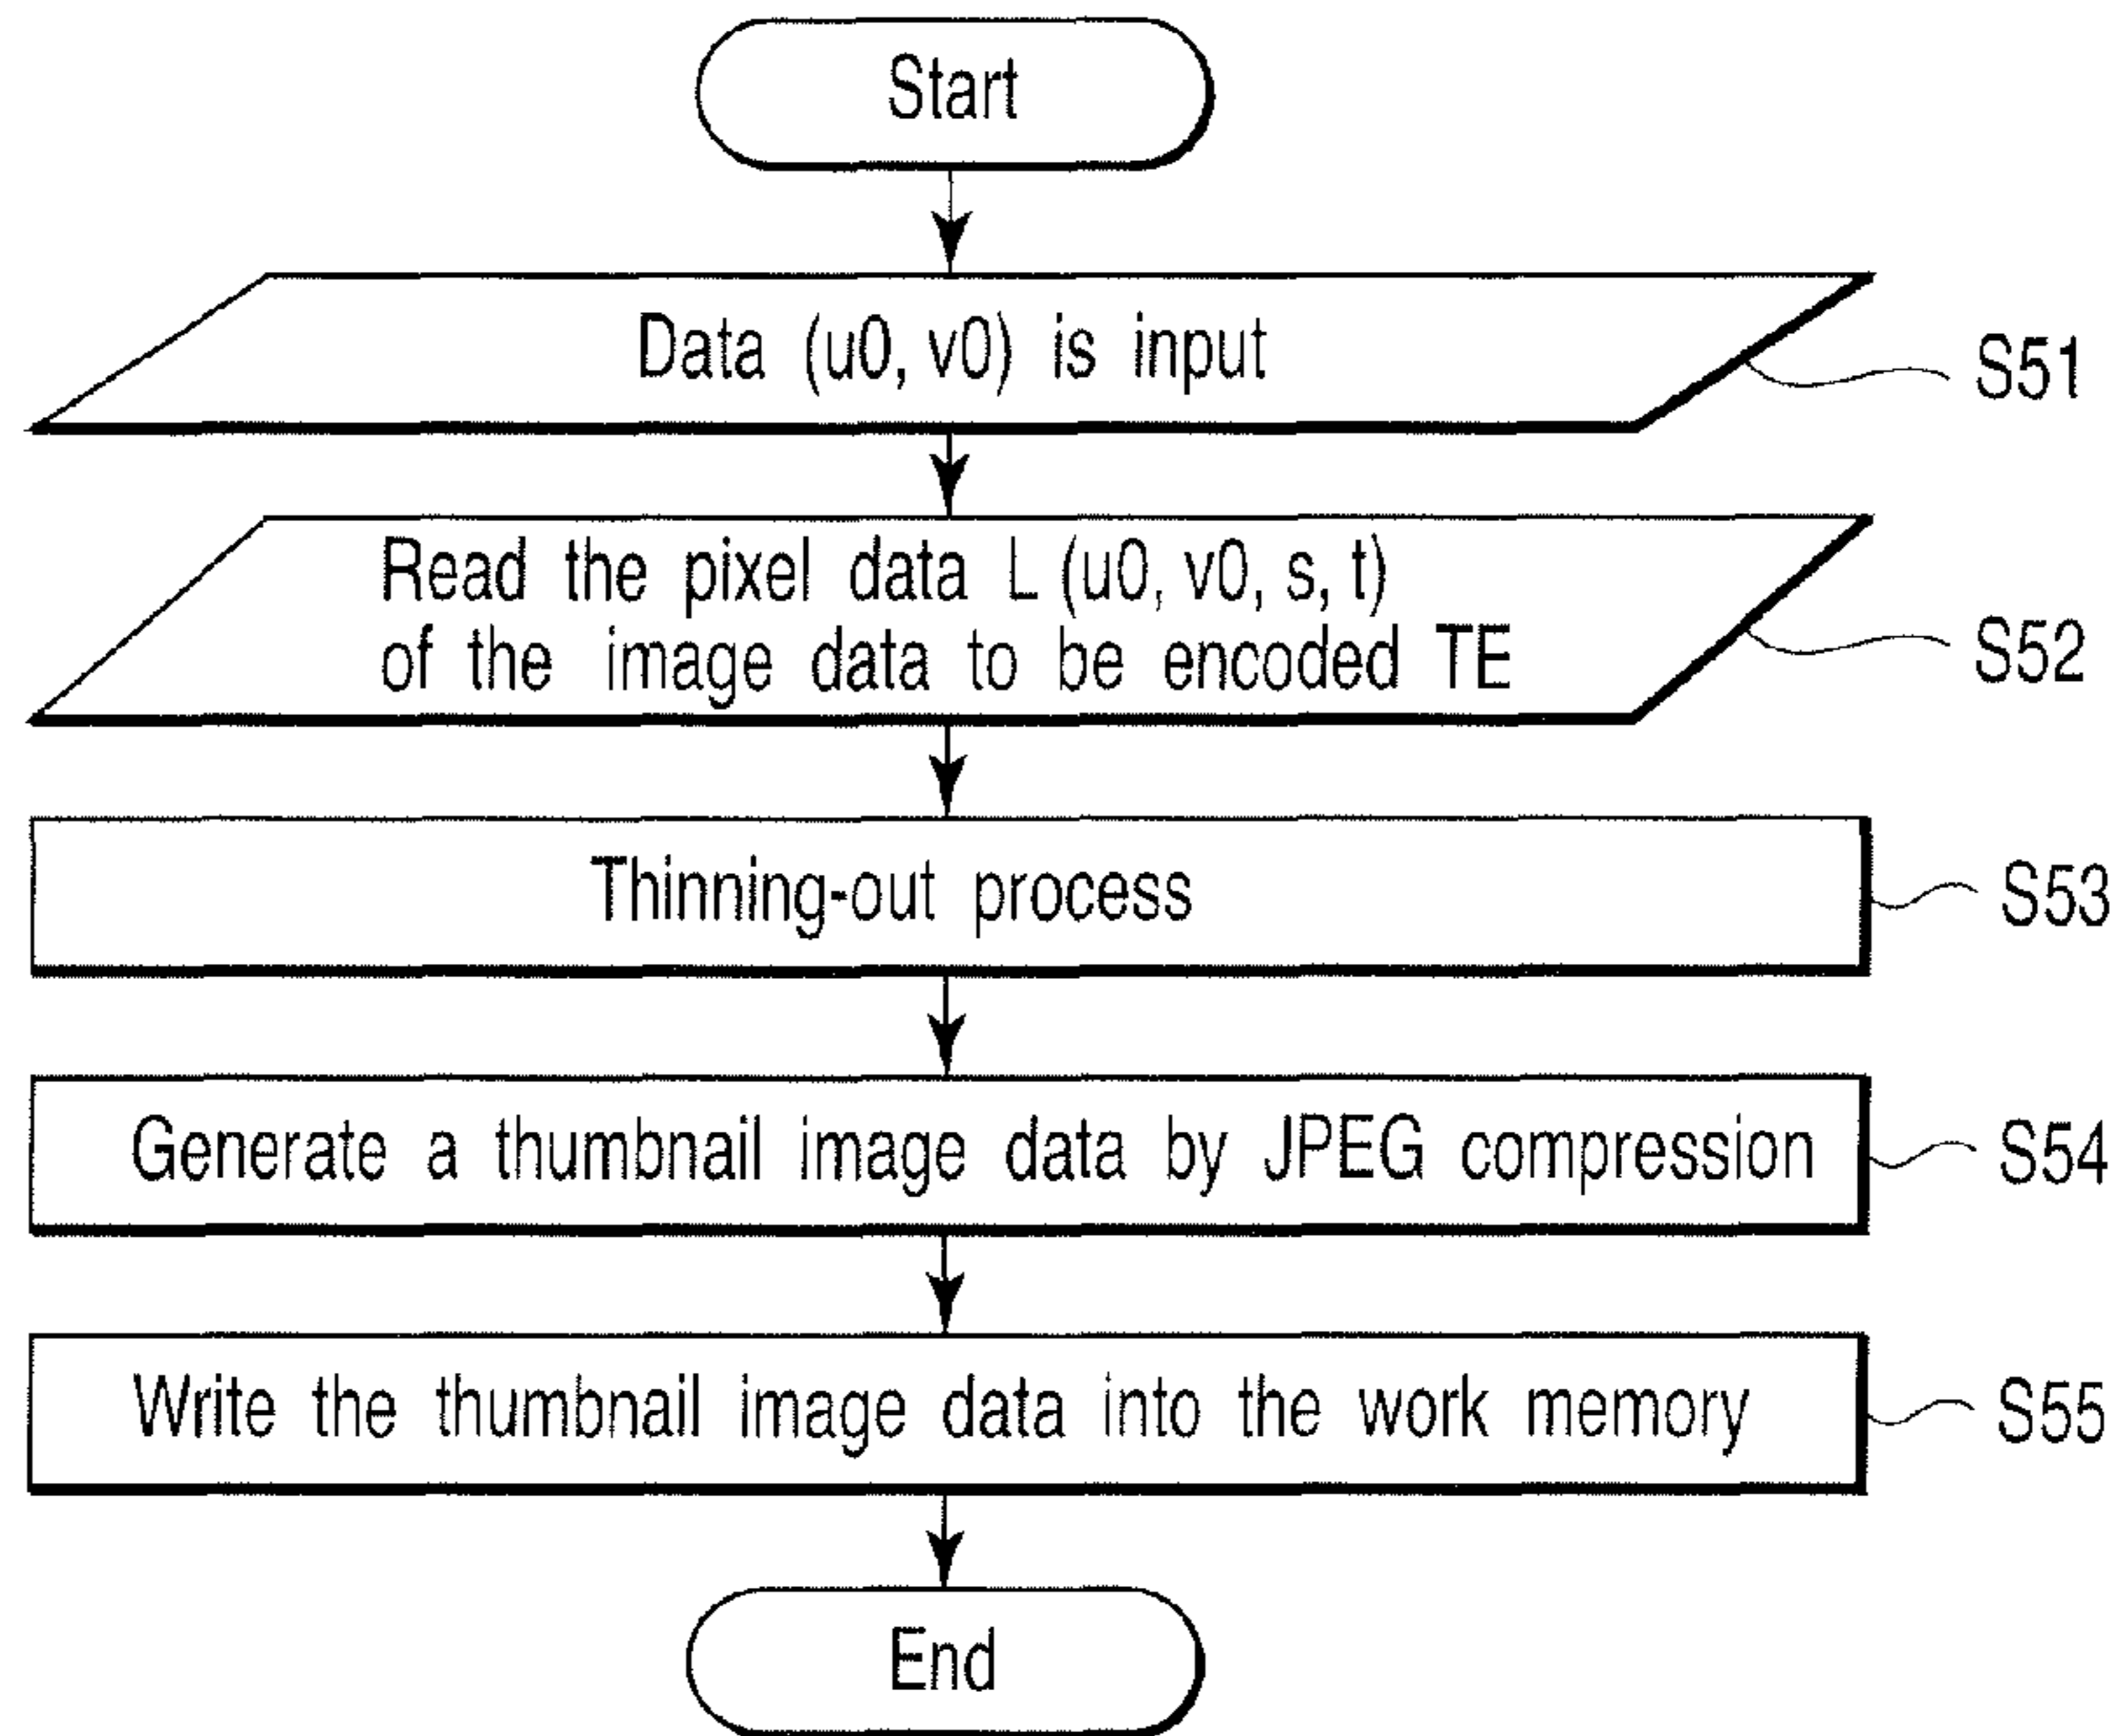 Start
Data (u0, v0) is input
S51
Read the pixel data L (u0, v0, s, t)
of the image data to be encoded TE
S52
Thinning-out process
S53
Generate a thumbnail image data by JPEG compression
S54
Write the thumbnail image data into the work memory
S55
End